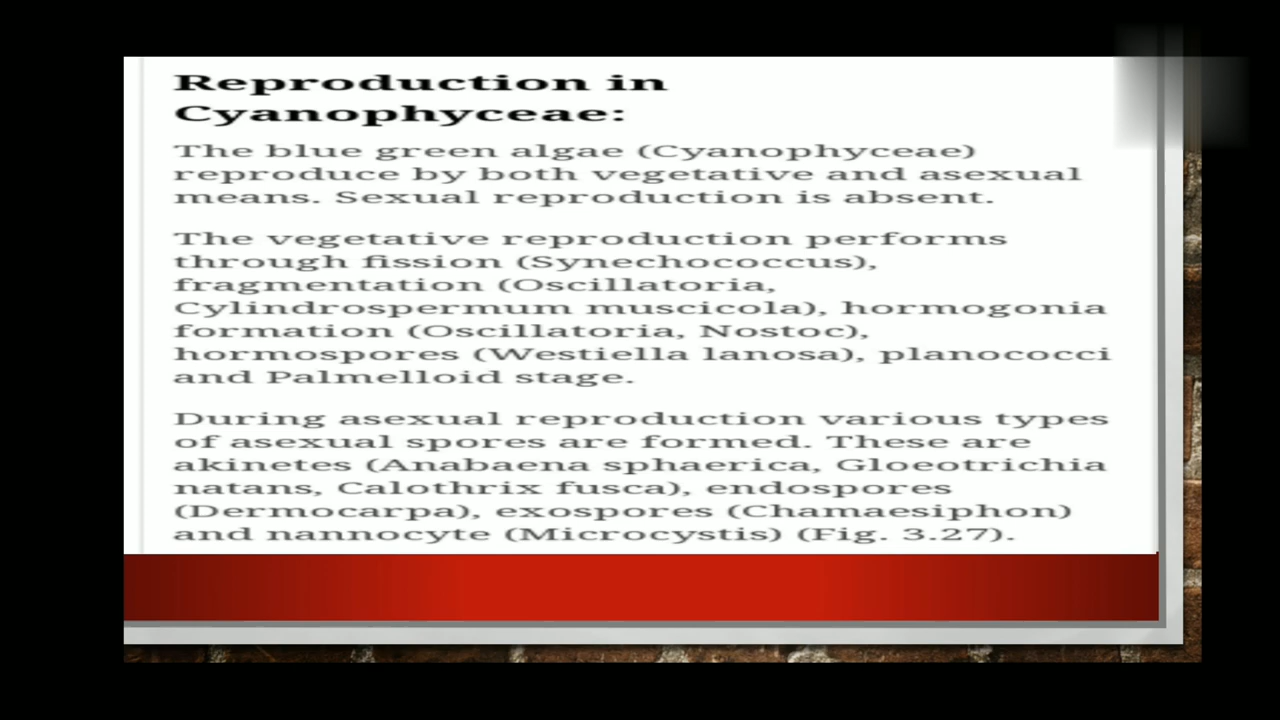 Reproduction in
Cyanophyceae:
The blue green algae (Cyanophyceae)
reproduce by both vegetative and asexual
means. Sexual reproduction is absent.
The vegetative reproduction performs
through fission (Synechococcus),
fragmentation (Oscillatoria,
Cylindrospermum muscicola), hormogonia
formation (Oscillatoria, Nostoc),
hormospores (Westiella lanosa), planococci
and Palmelloid stage.
During asexual reproduction various types
of asexual spores are formed. These are
akinetes (Anabaena sphaerica, Gloeotrichia
natans, Calothrix fusca), endospores
(Dermocarpa), exospores (Chamaesiphon)
and nannocyte (Microcystis) (Fig. 3.27).